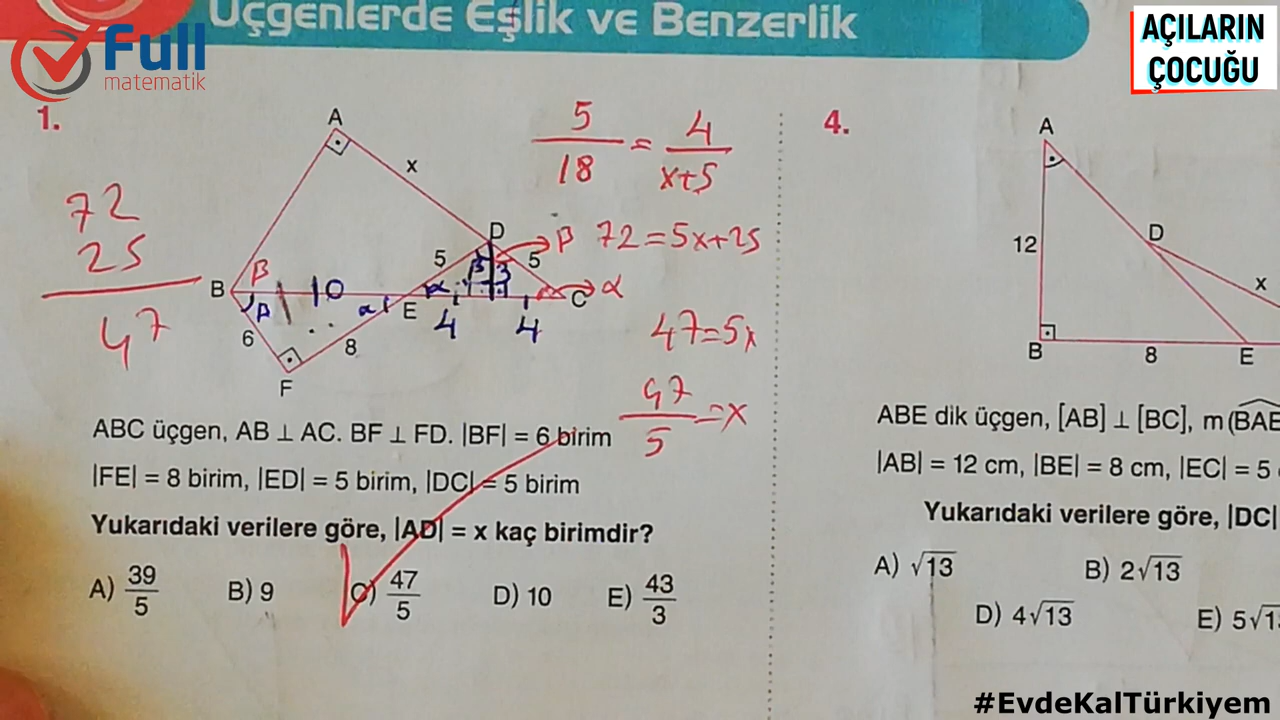 Üçgenlerde Eşlik ve Benzerlik
Full
matematik
AÇILARIN
ÇOCUĞU
1.
A
x
B
β
β
10
α
E
α
5
D
β
3
5
β
α
C
4
4
6
8
F
72
25
47
5/18 = 4/x+5
72=5x+25
47=5x
47/5=x
ABC üçgen, AB ⊥ AC. BF ⊥ FD. |BF| = 6 birim
|FE| = 8 birim, |ED| = 5 birim, |DC| = 5 birim
Yukarıdaki verilere göre, |AD| = x kaç birimdir?
A) 39/5 B) 9 C) 47/5 D) 10 E) 43/3
4.
A
12
D
x
B
8
E
ABE dik üçgen, [AB] ⊥ [BC], m(BAE
|AB| = 12 cm, |BE| = 8 cm, |EC| = 5
Yukarıdaki verilere göre, |DC|
A) √13 B) 2√13
D) 4√13 E) 5√1
#EvdeKalTürkiyem